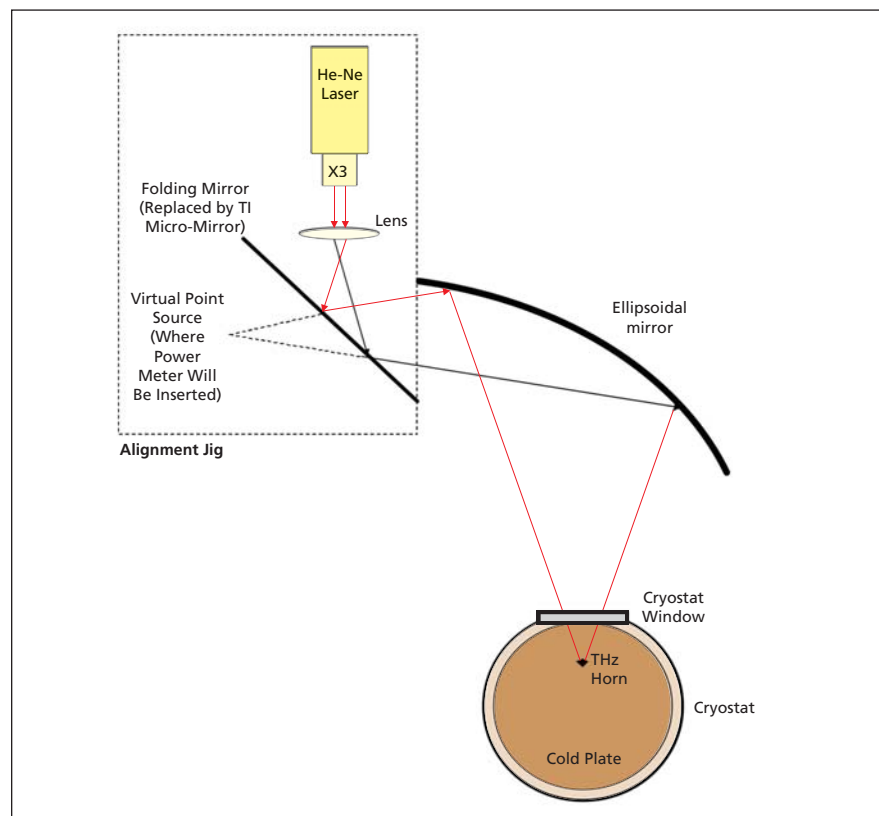 He-Ne
Laser
X3
Folding Mirror
(Replaced by TI
Micro-Mirror)
Lens
Virtual Point
Source
(Where
Power
Meter Will
Be Inserted)
Ellipsoidal
mirror
Alignment Jig
Cryostat
Window
THz
Horn
Cryostat
Cold Plate